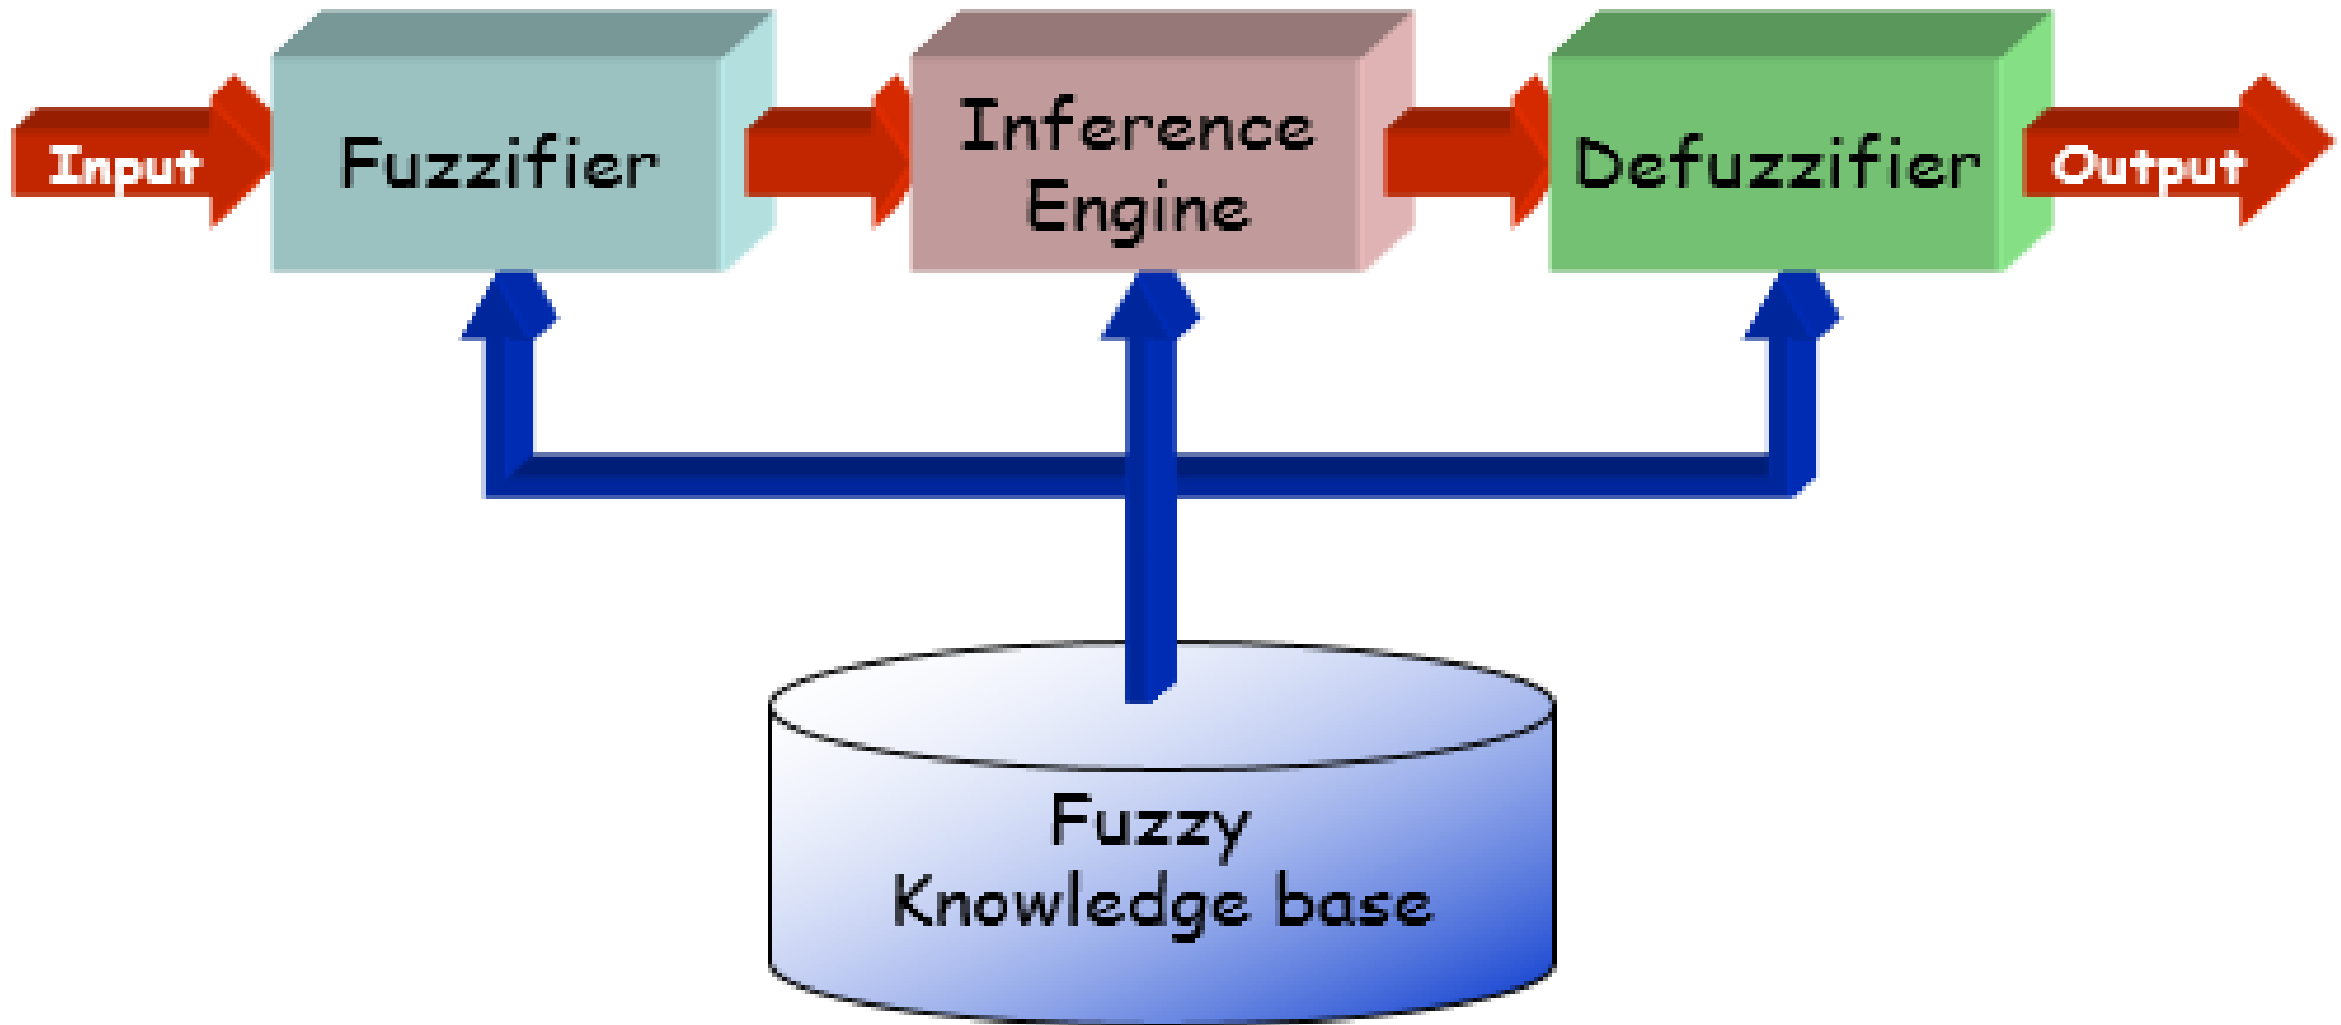 Input
Fuzzifier
Inference
Engine
Defuzzifier
Output
Fuzzy
Knowledge base